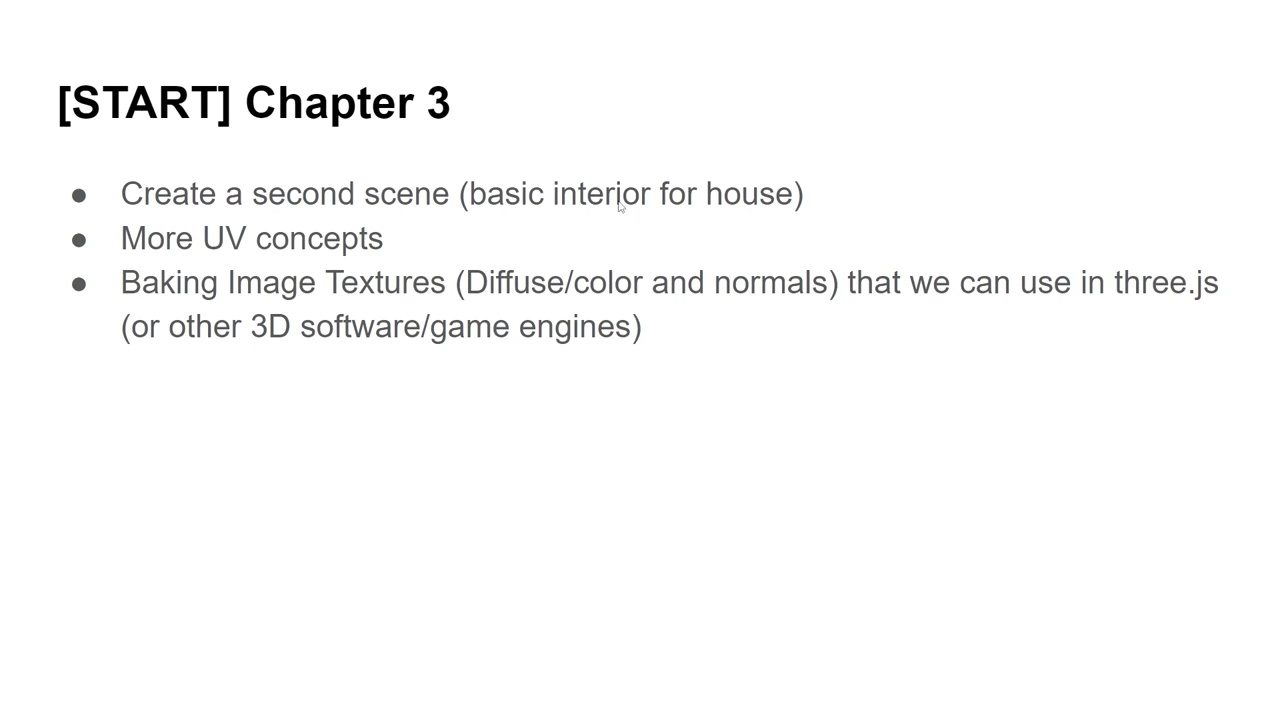 [START] Chapter 3
● Create a second scene (basic interior for house)
● More UV concepts
● Baking Image Textures (Diffuse/color and normals) that we can use in three.js
(or other 3D software/game engines)